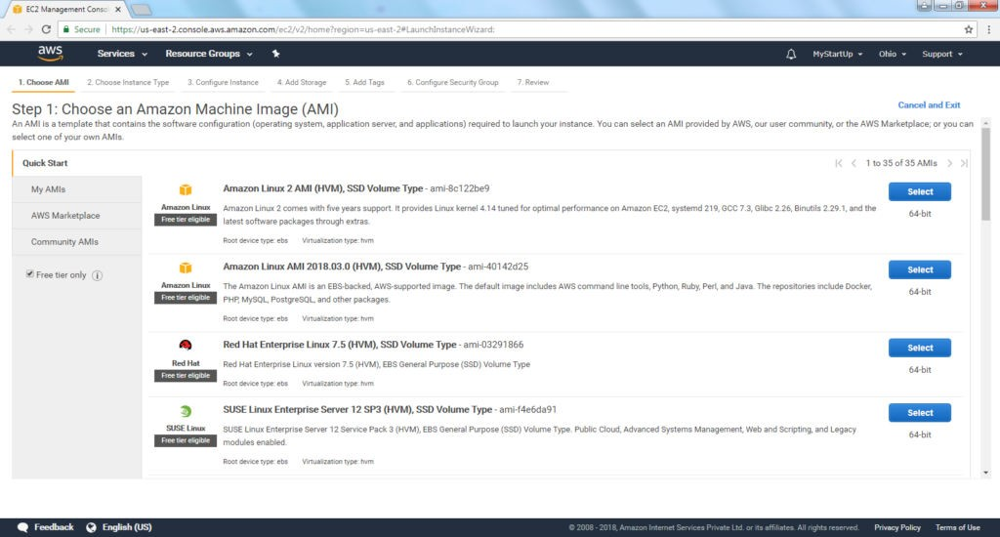 EC2 Management Conso
Secure
https://us-east-2.console.aws.amazon.com/ec2/v2/home?region=us-east-2#LaunchInstanceWizard:
aws
Services
Resource Groups
MyStartUp
Ohio
Support
1. Choose AMI
2. Choose Instance Type
3. Configure Instance
4. Add Storage
5. Add Tags
6. Configure Security Group
7. Review
Step 1: Choose an Amazon Machine Image (AMI)
Cancel and Exit
An AMI is a template that contains the software configuration (operating system, application server, and applications) required to launch your instance. You can select an AMI provided by AWS, our user community, or the AWS Marketplace; or you can
select one of your own AMIs.
Quick Start
1 to 35 of 35 AMIs
My AMIs
AWS Marketplace
Community AMIs
Free tier only
Amazon Linux
Free tier eligible
Amazon Linux 2 AMI (HVM), SSD Volume Type - ami-8c122be9
Amazon Linux 2 comes with five years support. It provides Linux kernel 4.14 tuned for optimal performance on Amazon EC2, systemd 219, GCC 7.3, Glibc 2.26, Binutils 2.29.1, and the
latest software packages through extras.
Root device type: ebs Virtualization type: hvm
Select
64-bit
Amazon Linux
Free tier eligible
Amazon Linux AMI 2018.03.0 (HVM), SSD Volume Type - ami-40142d25
The Amazon Linux AMI is an EBS-backed, AWS-supported image. The default image includes AWS command line tools, Python, Ruby, Perl, and Java. The repositories include Docker,
PHP, MySQL, PostgreSQL, and other packages.
Root device type: ebs Virtualization type: hvm
Select
64-bit
Red Hat
Free tier eligible
Red Hat Enterprise Linux 7.5 (HVM), SSD Volume Type - ami-03291866
Red Hat Enterprise Linux version 7.5 (HVM), EBS General Purpose (SSD) Volume Type
Root device type: ebs Virtualization type: hvm
Select
64-bit
SUSE Linux
Free tier eligible
SUSE Linux Enterprise Server 12 SP3 (HVM), SSD Volume Type - ami-f4e6da91
SUSE Linux Enterprise Server 12 Service Pack 3 (HVM), EBS General Purpose (SSD) Volume Type. Public Cloud, Advanced Systems Management, Web and Scripting, and Legacy
modules enabled.
Root device type: ebs Virtualization type: hvm
Select
64-bit
Feedback
English (US)
© 2008 - 2018, Amazon Internet Services Private Ltd. or its affiliates. All rights reserved.
Privacy Policy
Terms of Use